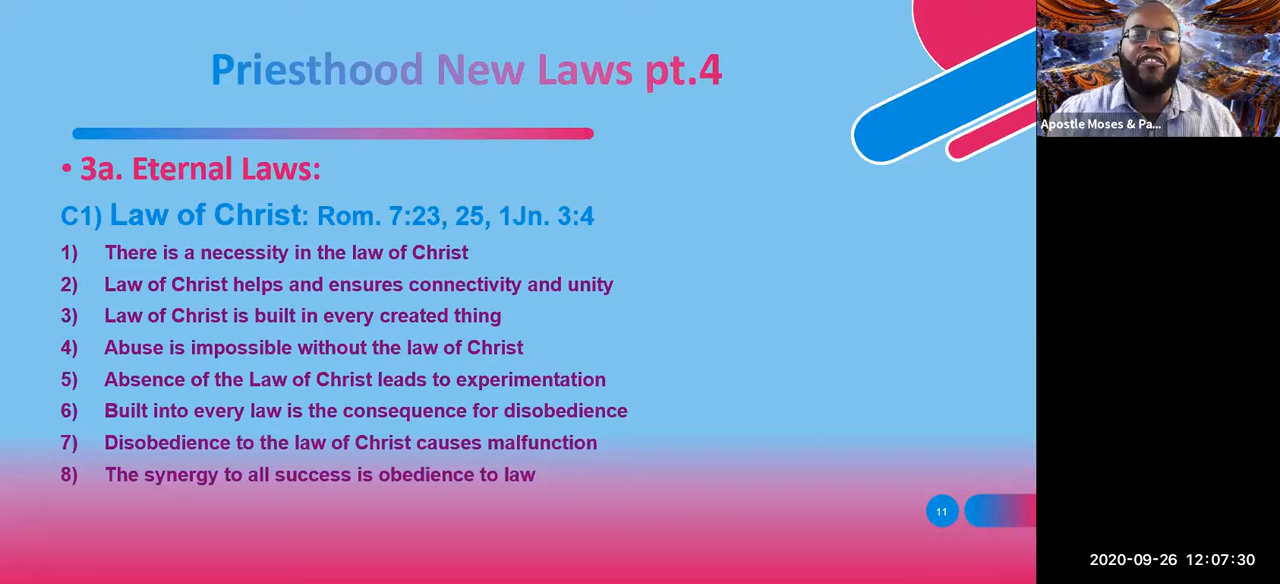 Priesthood New Laws pt.4
• 3a. Eternal Laws:
C1) Law of Christ: Rom. 7:23, 25, 1Jn. 3:4
1) There is a necessity in the law of Christ
2) Law of Christ helps and ensures connectivity and unity
3) Law of Christ is built in every created thing
4) Abuse is impossible without the law of Christ
5) Absence of the Law of Christ leads to experimentation
6) Built into every law is the consequence for disobedience
7) Disobedience to the law of Christ causes malfunction
8) The synergy to all success is obedience to law
11
Apostle Moses & Pa...
2020-09-26 12:07:30